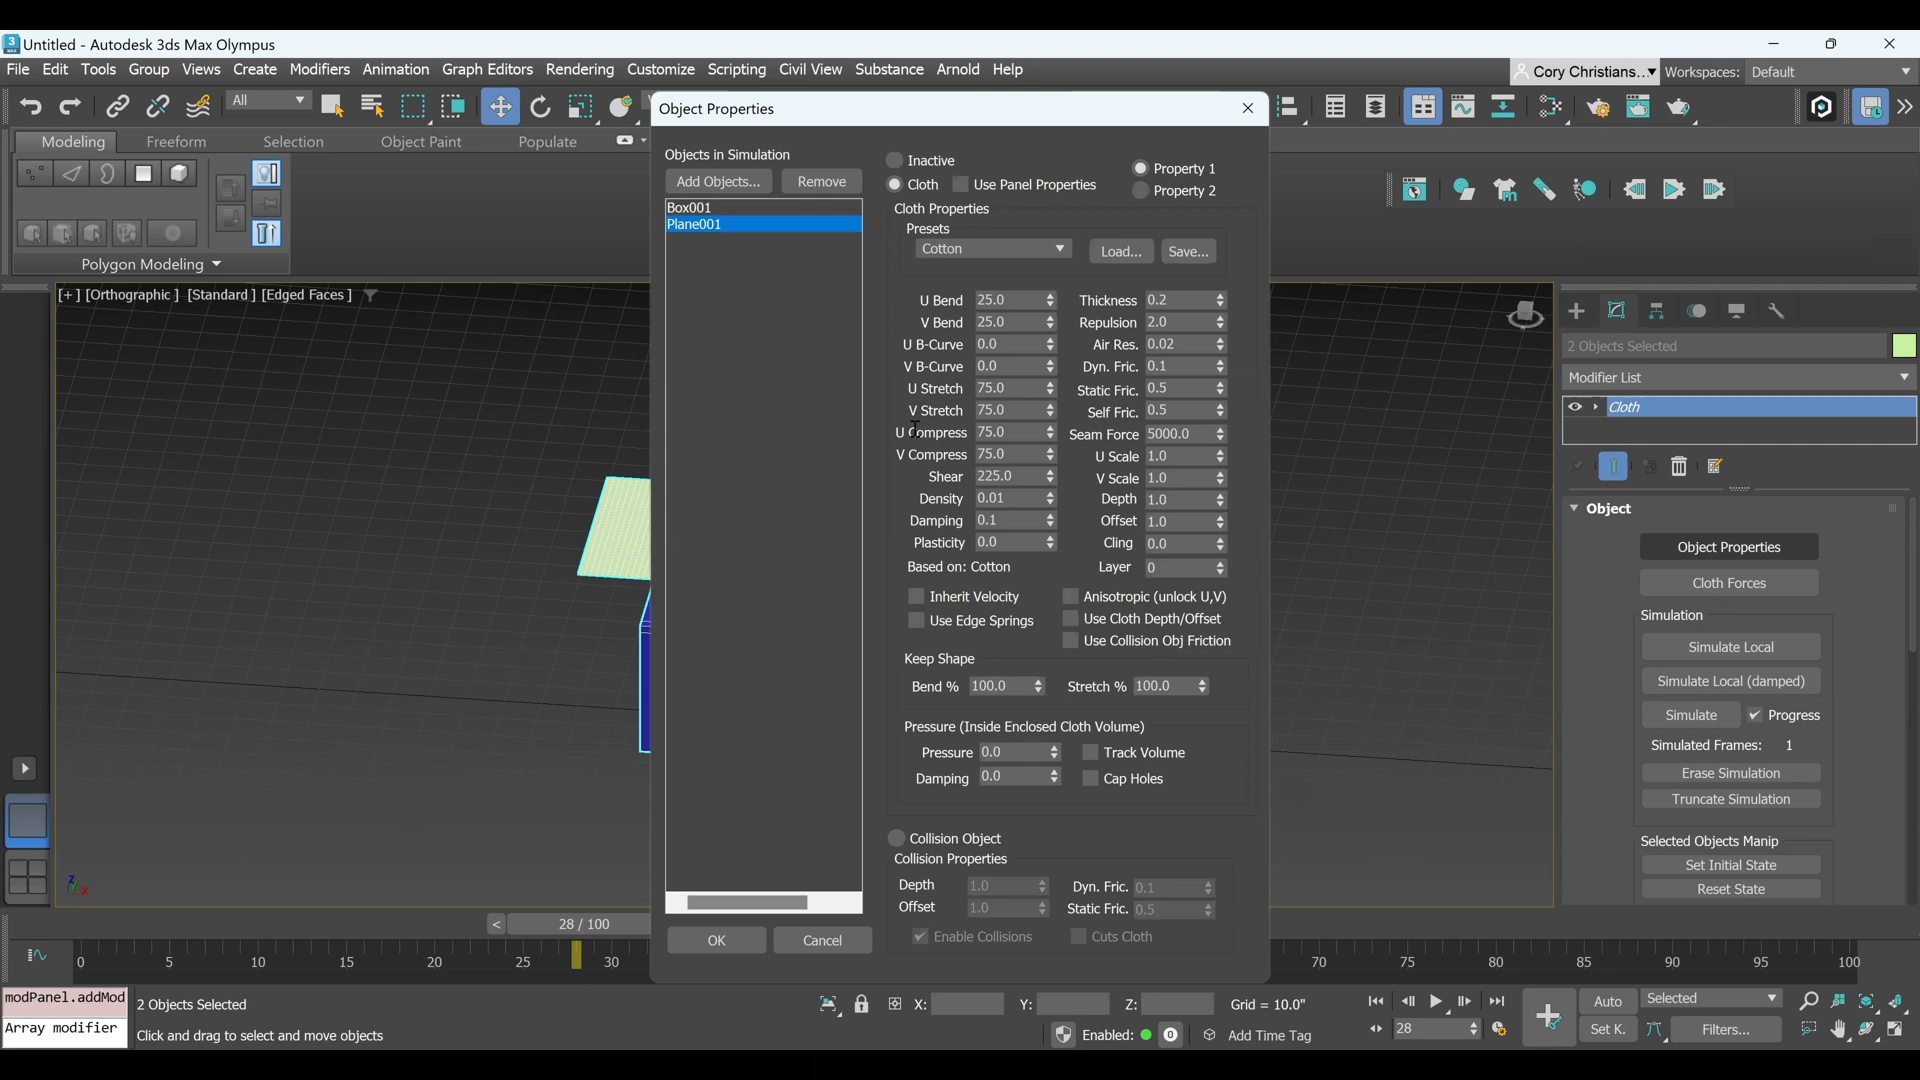 Untitled - Autodesk 3ds Max Olympus
File Edit Tools Group Views Create Modifiers Animation Graph Editors Rendering Customize Scripting Civil View Substance Arnold Help
Cory Christians... Workspaces: Default
All
Modeling Freeform Selection Object Paint Populate
Polygon Modeling
[+] [Orthographic] [Standard] [Edged Faces]
Object Properties
Objects in Simulation
Add Objects... Remove
Box001
Plane001
OK Cancel
Inactive
Cloth Use Panel Properties
Property 1
Property 2
Cloth Properties
Presets
Cotton Load... Save...
U Bend 25.0 Thickness 0.2
V Bend 25.0 Repulsion 2.0
U B-Curve 0.0 Air Res. 0.02
V B-Curve 0.0 Dyn. Fric. 0.1
U Stretch 75.0 Static Fric. 0.5
V Stretch 75.0 Self Fric. 0.5
U Compress 75.0 Seam Force 5000.0
V Compress 75.0 U Scale 1.0
Shear 225.0 V Scale 1.0
Density 0.01 Depth 1.0
Damping 0.1 Offset 1.0
Plasticity 0.0 Cling 0.0
Based on: Cotton Layer 0
Inherit Velocity Anisotropic (unlock U,V)
Use Edge Springs Use Cloth Depth/Offset
Use Collision Obj Friction
Keep Shape
Bend % 100.0 Stretch % 100.0
Pressure (Inside Enclosed Cloth Volume)
Pressure 0.0 Track Volume
Damping 0.0 Cap Holes
Collision Object
Collision Properties
Depth 1.0 Dyn. Fric. 0.1
Offset 1.0 Static Fric. 0.5
Enable Collisions Cuts Cloth
2 Objects Selected
Modifier List
Cloth
Object
Object Properties
Cloth Forces
Simulation
Simulate Local
Simulate Local (damped)
Simulate Progress
Simulated Frames: 1
Erase Simulation
Truncate Simulation
Selected Objects Manip
Set Initial State
Reset State
z x
< 28 / 100
0 5 10 15 20 25 30 70 75 80 85 90 95 100
modPanel.addMod
Array modifier
2 Objects Selected
Click and drag to select and move objects
X: Y: Z: Grid = 10.0"
Enabled: 0 Add Time Tag
28
Auto Selected
Set K. Filters...